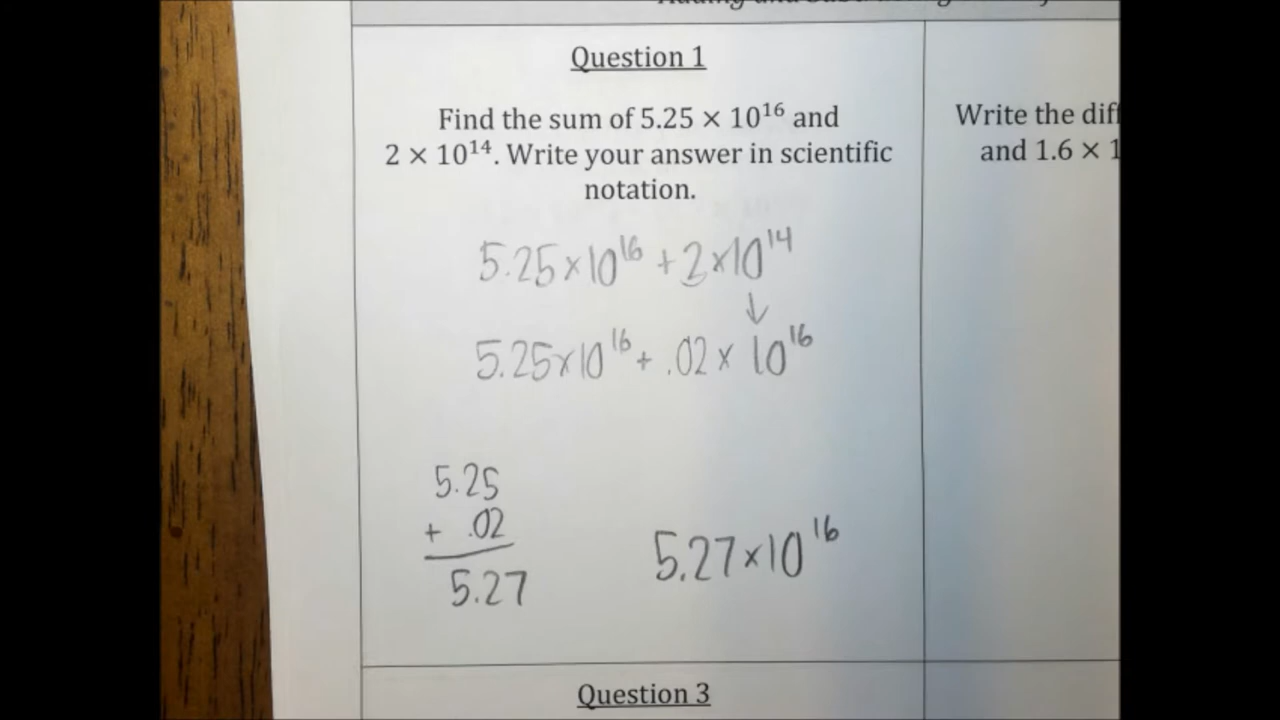 Question 1
Find the sum of 5.25 × 10¹⁶ and
2 × 10¹⁴. Write your answer in scientific
notation.
5.25×10¹⁶ + 2×10¹⁴
↓
5.25×10¹⁶ + .02 × 10¹⁶
5.25
+ .02
5.27
5.27×10¹⁶
Write the
and 1.6 ×
Question 3